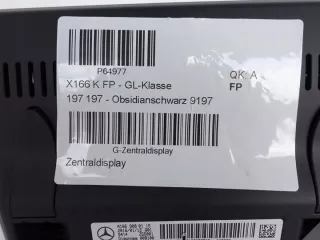 P64977
X166 K FP - GL-Klasse
QK: A
197 197 - Obsidianschwarz 9197
FP
G-Zentraldisplay
Zentraldisplay